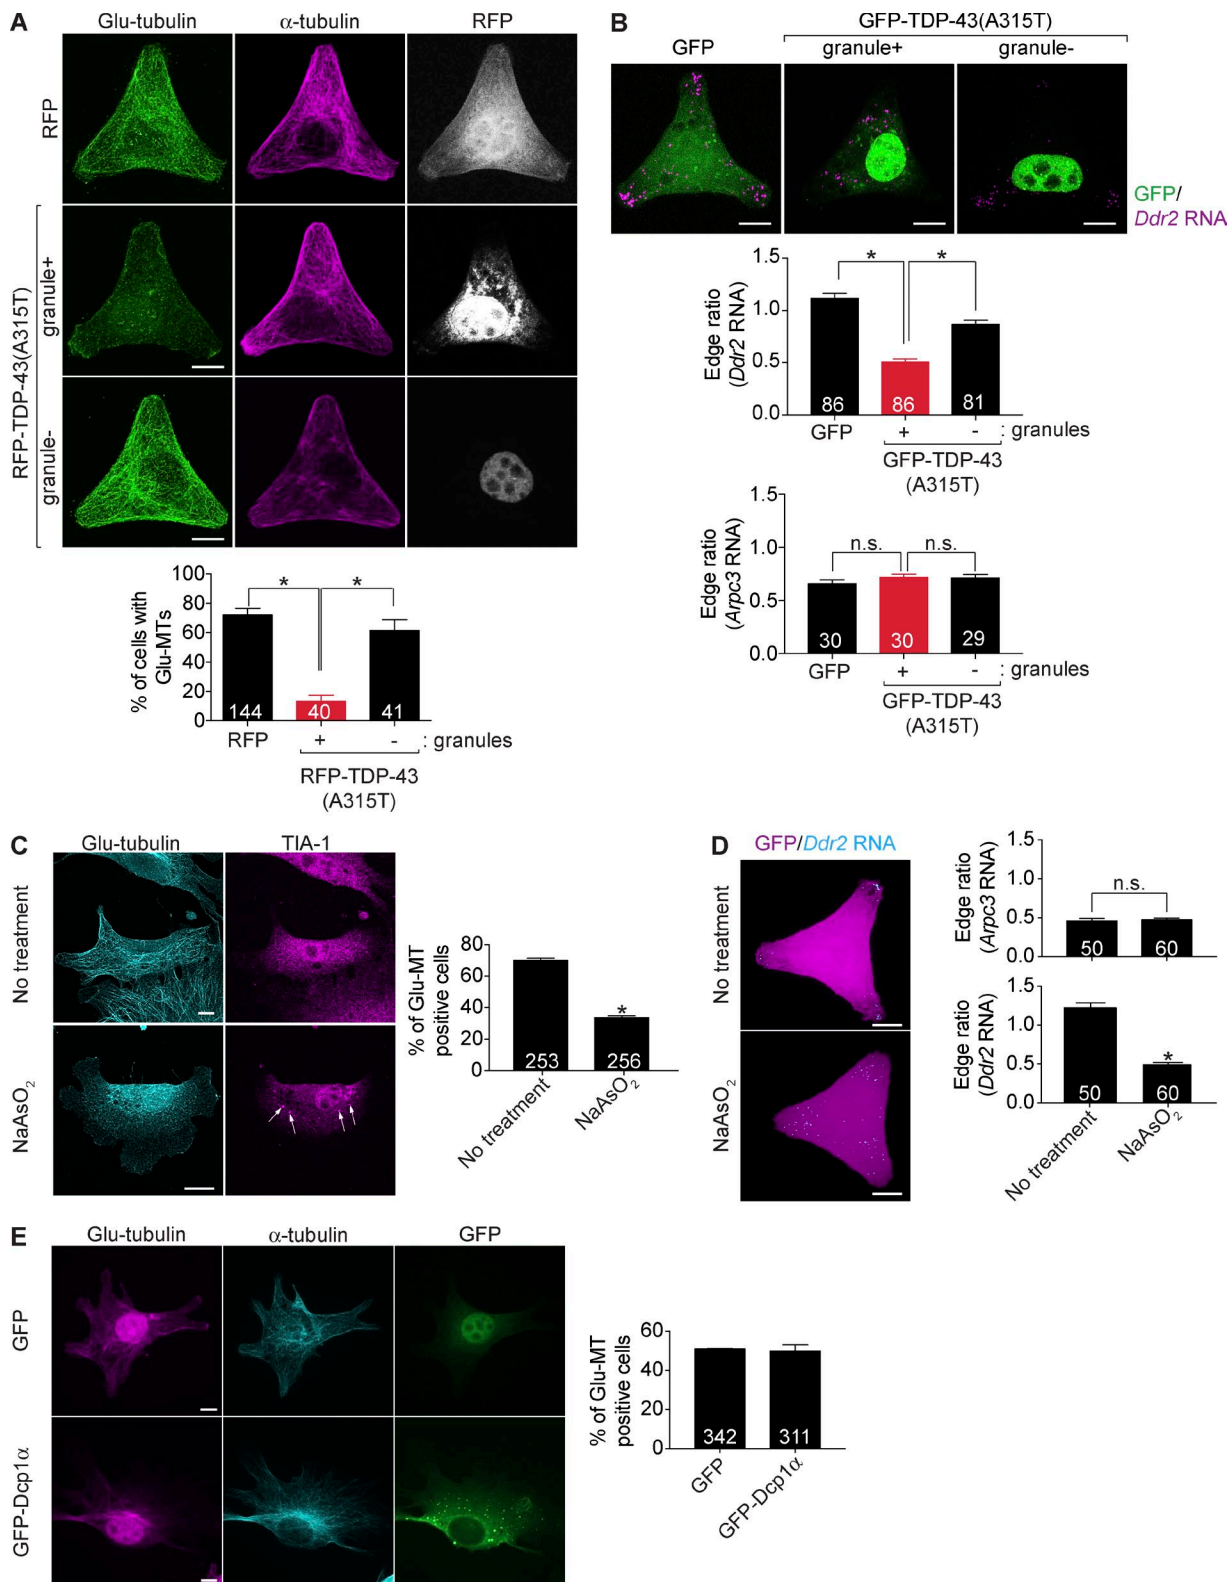 A
Glu-tubulin
α-tubulin
RFP
RFP
RFP-TDP-43(A315T)
granule+
granule-
% of cells with
Glu-MTs
100
80
60
40
20
0
*
*
144
40
41
RFP
+
-
: granules
RFP-TDP-43
(A315T)
B
GFP-TDP-43(A315T)
GFP
granule+
granule-
GFP/
Ddr2 RNA
Edge ratio
(Ddr2 RNA)
1.5
1.0
0.5
0.0
*
*
86
86
81
GFP
+
-
: granules
GFP-TDP-43
(A315T)
Edge ratio
(Arpc3 RNA)
1.5
1.0
0.5
0.0
n.s.
n.s.
30
30
29
GFP
+
-
: granules
GFP-TDP-43
(A315T)
C
Glu-tubulin
TIA-1
No treatment
NaAsO₂
% of Glu-MT
positive cells
80
60
40
20
0
*
253
256
No treatment
NaAsO₂
D
GFP/Ddr2 RNA
No treatment
NaAsO₂
Edge ratio
(Arpc3 RNA)
1.5
1.0
0.5
0.0
n.s.
50
60
Edge ratio
(Ddr2 RNA)
1.5
1.0
0.5
0.0
*
50
60
No treatment
NaAsO₂
E
Glu-tubulin
α-tubulin
GFP
GFP
GFP-Dcp1α
% of Glu-MT
positive cells
60
40
20
0
342
311
GFP
GFP-Dcp1α